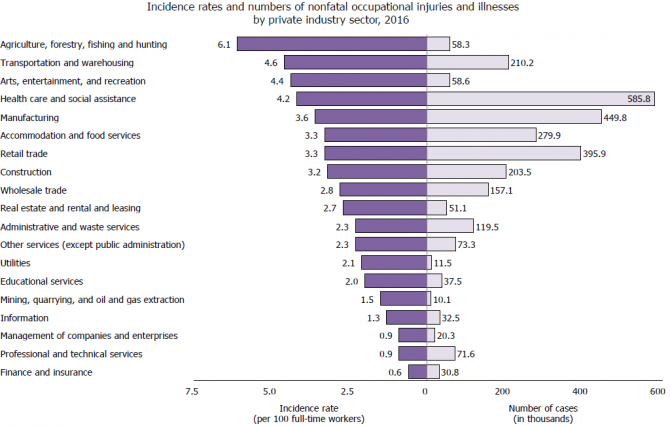 Incidence rates and numbers of nonfatal occupational injuries and illnesses
by private industry sector, 2016
Agriculture, forestry, fishing and hunting 6.1 58.3
Transportation and warehousing 4.6 210.2
Arts, entertainment, and recreation 4.4 58.6
Health care and social assistance 4.2 585.8
Manufacturing 3.6 449.8
Accommodation and food services 3.3 279.9
Retail trade 3.3 395.9
Construction 3.2 203.5
Wholesale trade 2.8 157.1
Real estate and rental and leasing 2.7 51.1
Administrative and waste services 2.3 119.5
Other services (except public administration) 2.3 73.3
Utilities 2.1 11.5
Educational services 2.0 37.5
Mining, quarrying, and oil and gas extraction 1.5 10.1
Information 1.3 32.5
Management of companies and enterprises 0.9 20.3
Professional and technical services 0.9 71.6
Finance and insurance 0.6 30.8
7.5 5.0 2.5 0 200 400 600
Incidence rate Number of cases
(per 100 full-time workers) (in thousands)